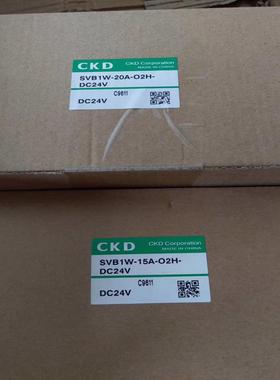 CKD CKD Corporation
MADE IN CHINA
SVB1W-20A-O2H-
DC24V
C9611
DC24V
CKD CKD Corporation
MADE IN CHINA
SVB1W-15A-O2H-
DC24V
C9611
DC24V